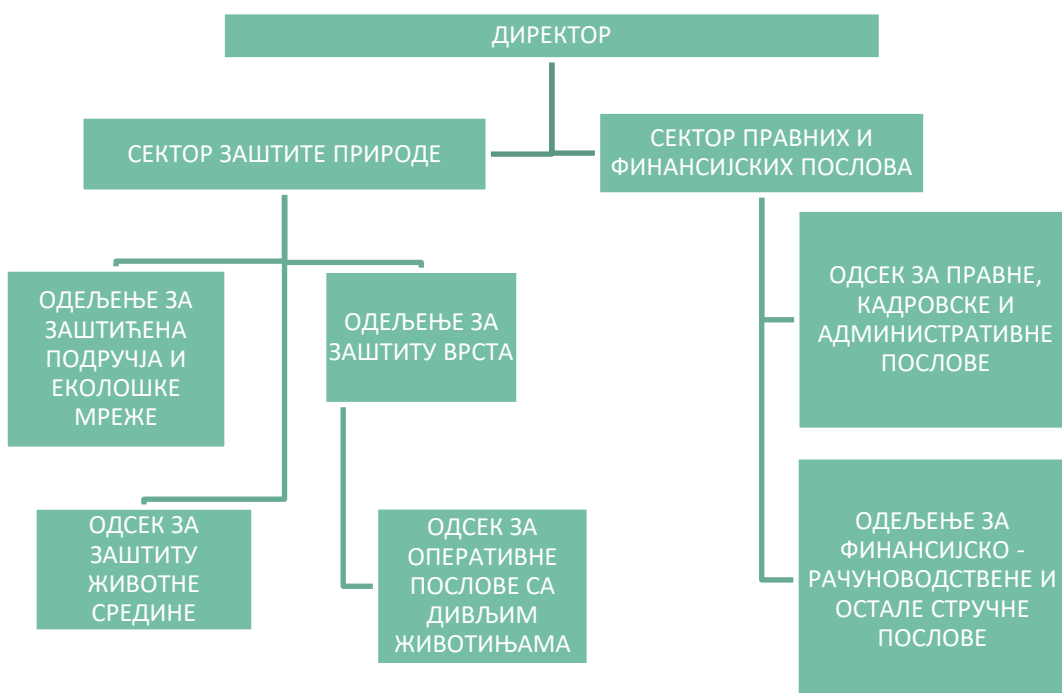 ДИРЕКТОР
СЕКТОР ЗАШТИТЕ ПРИРОДЕ
СЕКТОР ПРАВНИХ И
ФИНАНСИЈСКИХ ПОСЛОВА
ОДЕЉЕЊЕ ЗА
ЗАШТИЋЕНА
ПОДРУЧЈА И
ЕКОЛОШКЕ
МРЕЖЕ
ОДЕЉЕЊЕ ЗА
ЗАШТИТУ ВРСТА
ОДСЕК ЗА ПРАВНЕ,
КАДРОВСКЕ И
АДМИНИСТРАТИВНЕ
ПОСЛОВЕ
ОДСЕК ЗА
ЗАШТИТУ
ЖИВОТНЕ
СРЕДИНЕ
ОДСЕК ЗА
ОПЕРАТИВНЕ
ПОСЛОВЕ СА
ДИВЉИМ
ЖИВОТИЊАМА
ОДЕЉЕЊЕ ЗА
ФИНАНСИЈСКО -
РАЧУНОВОДСТВЕНЕ И
ОСТАЛЕ СТРУЧНЕ
ПОСЛОВЕ